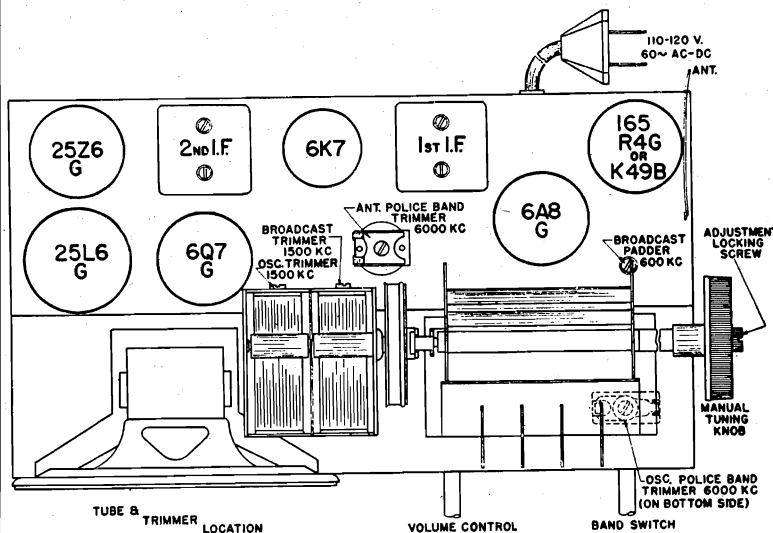 110-120 V.
60~ AC-DC
ANT.
25Z6
G
2ND I.F.
6K7
1ST I.F.
165
R4G
OR
K49B
25L6
G
6Q7
G
BROADCAST
TRIMMER
1500 KC
OSC. TRIMMER
1500 KC
ANT. POLICE BAND
TRIMMER
6000 KC
6A8
G
BROADCAST
PADDER
600 KC
ADJUSTMENT
LOCKING
SCREW
MANUAL
TUNING
KNOB
OSC. POLICE BAND
TRIMMER 6000 KC
(ON BOTTOM SIDE)
TUBE &
TRIMMER
LOCATION
VOLUME CONTROL
BAND SWITCH